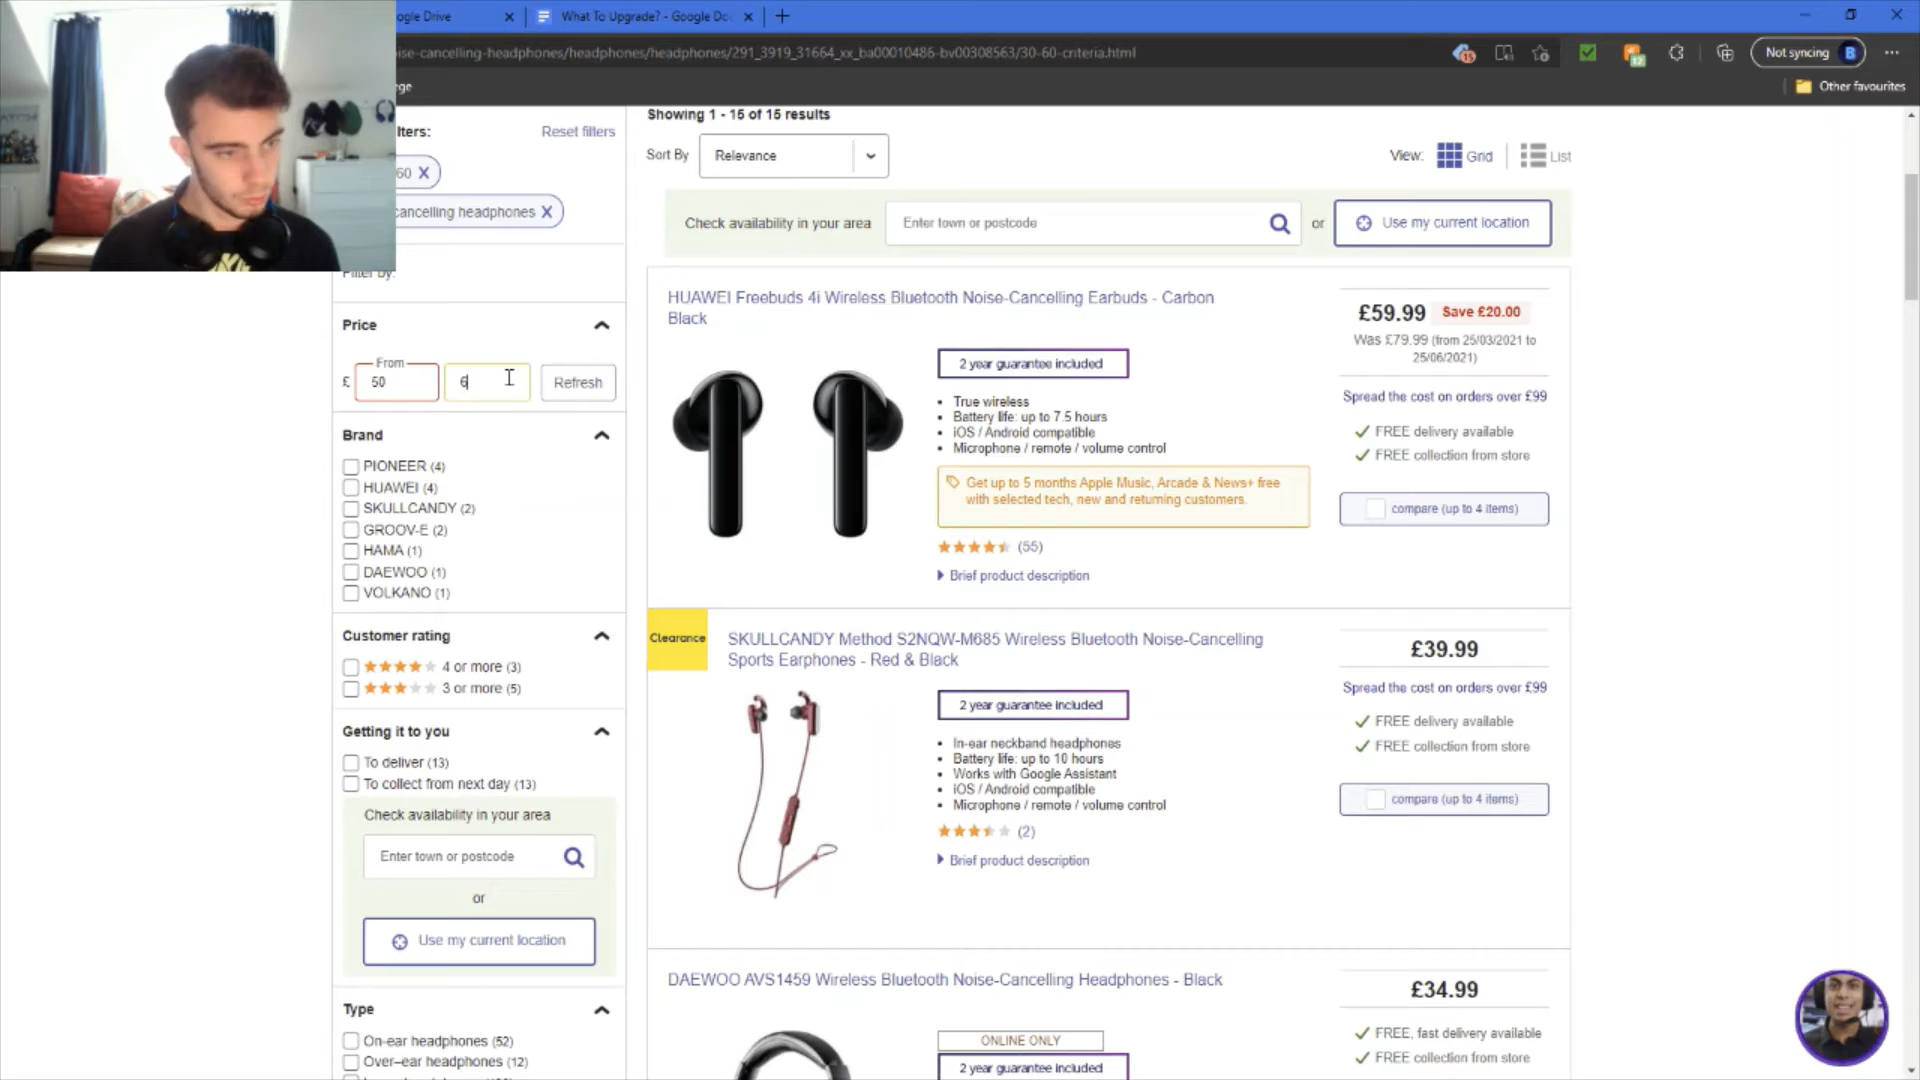 ogle Drive
What To Upgrade? - Google Do
ise-cancelling-headphones/headphones/headphones/291_3919_31664_xx_ba00010486-bv00308563/30-60-criteria.html
15
12
Not syncing
B
ge
Other favourites
lters:
Reset filters
60 X
cancelling headphones X
Filter by:
Price
From
£
50
6
Refresh
Brand
PIONEER (4)
HUAWEI (4)
SKULLCANDY (2)
GROOV-E (2)
HAMA (1)
DAEWOO (1)
VOLKANO (1)
Customer rating
4 or more (3)
3 or more (5)
Getting it to you
To deliver (13)
To collect from next day (13)
Check availability in your area
Enter town or postcode
or
Use my current location
Type
On-ear headphones (52)
Over–ear headphones (12)
Showing 1 - 15 of 15 results
Sort By
Relevance
View:
Grid
List
Check availability in your area
Enter town or postcode
or
Use my current location
HUAWEI Freebuds 4i Wireless Bluetooth Noise-Cancelling Earbuds - Carbon
Black
2 year guarantee included
• True wireless
• Battery life: up to 7.5 hours
• iOS / Android compatible
• Microphone / remote / volume control
Get up to 5 months Apple Music, Arcade & News+ free
with selected tech, new and returning customers.
(55)
Brief product description
£59.99
Save £20.00
Was £79.99 (from 25/03/2021 to
25/06/2021)
Spread the cost on orders over £99
FREE delivery available
FREE collection from store
compare (up to 4 items)
Clearance
SKULLCANDY Method S2NQW-M685 Wireless Bluetooth Noise-Cancelling
Sports Earphones - Red & Black
2 year guarantee included
• In-ear neckband headphones
• Battery life: up to 10 hours
• Works with Google Assistant
• iOS / Android compatible
• Microphone / remote / volume control
(2)
Brief product description
£39.99
Spread the cost on orders over £99
FREE delivery available
FREE collection from store
compare (up to 4 items)
DAEWOO AVS1459 Wireless Bluetooth Noise-Cancelling Headphones - Black
ONLINE ONLY
2 year guarantee included
£34.99
FREE, fast delivery available
FREE collection from store